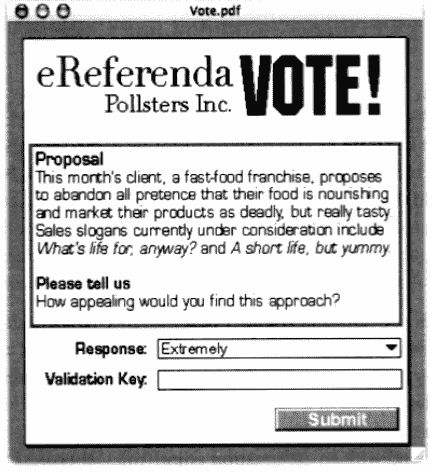 Vote.pdf
eReferenda VOTE!
Pollsters Inc.
Proposal
This month's client, a fast-food franchise, proposes
to abandon all pretence that their food is nourishing
and market their products as deadly, but really tasty.
Sales slogans currently under consideration include
What's life for, anyway? and A short life, but yummy.
Please tell us
How appealing would you find this approach?
Response: Extremely
Validation Key:
Submit